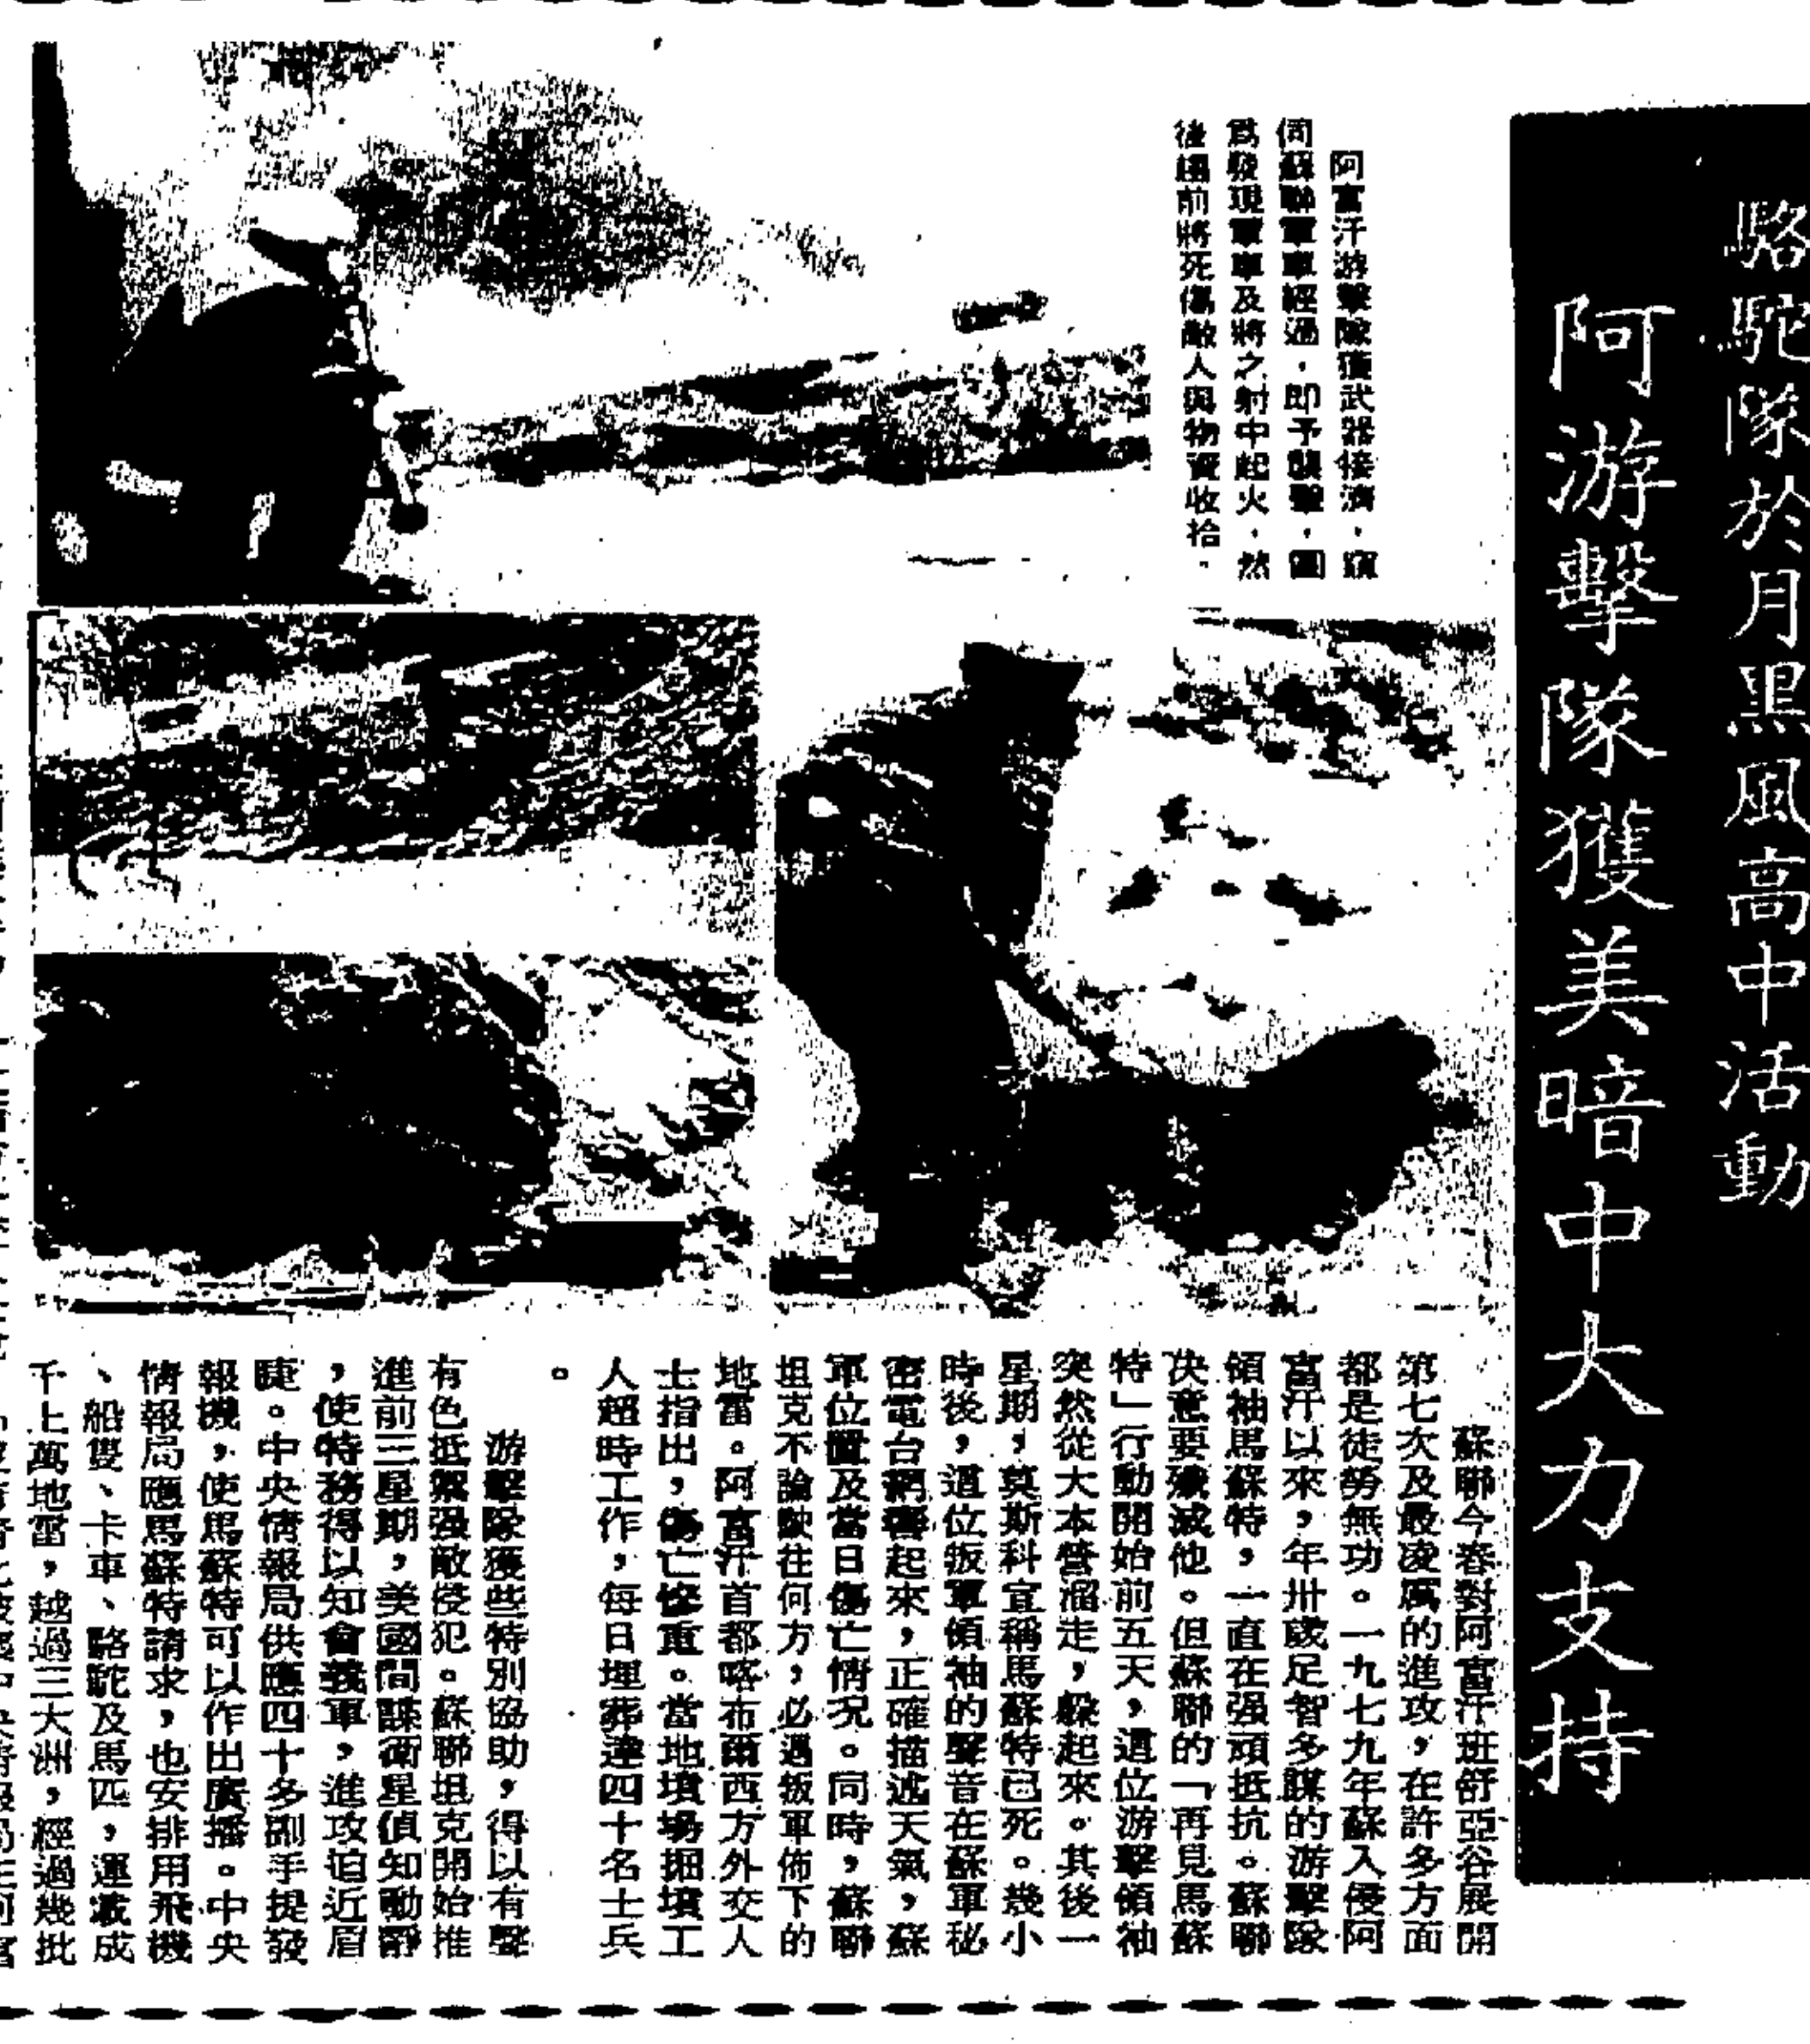 駱駝隊於月黑風高中活動
阿游擊隊獲美暗中大力支持
阿富汗游擊隊獲武器接濟，窺
伺蘇聯軍車經過，即予襲擊，圖
爲發現軍車及將之射中起火，然
後趨前將死傷敵人與物資收拾。
蘇聯今春對阿富汗班舒亞谷展開
第七次及最凌厲的進攻，在許多方面
都是徒勞無功。一九七九年蘇入侵阿
富汗以來，年卅歲足智多謀的游擊隊
領袖馬蘇特，一直在强頑抵抗。蘇聯
决意要殲滅他。但蘇聯的「再見馬蘇
特」行動開始前五天，這位游擊領袖
突然從大本營溜走，躱起來。其後一
星期，莫斯科宣稱馬蘇特已死。幾小
時後，這位叛軍領袖的聲音在蘇軍秘
密電台網響起來，正確描述天氣，蘇
軍位置及當日傷亡情况。同時，蘇聯
坦克不論駛往何方，必遇叛軍佈下的
地雷。阿富汗首都喀布爾西方外交人
士指出，傷亡慘重。當地墳場掘墳工
人超時工作，每日埋葬達四十名士兵
。
游擊隊獲些特別協助，得以有聲
有色抵禦强敵侵犯。蘇聯坦克開始推
進前三星期，美國間諜衞星偵知動靜
，使特務得以知會義軍，進攻迫近眉
睫。中央情報局供應四十多副手提發
報機，使馬蘇特可以作出廣播。中央
情報局應馬蘇特請求，也安排用飛機
、船隻、卡車、駱駝及馬匹，運載成
千上萬地雷，越過三大洲，經過幾批